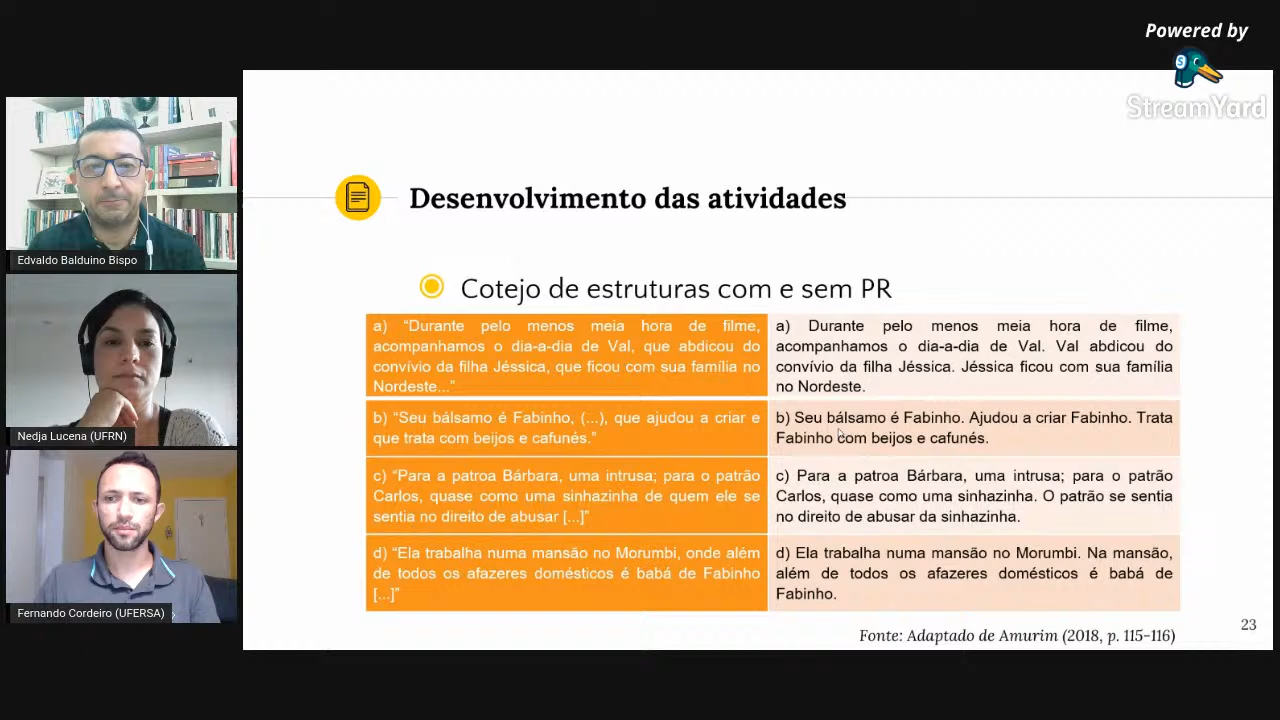 Powered by
StreamYard
Edvaldo Balduino Bispo
Nedja Lucena (UFRN)
Fernando Cordeiro (UFERSA)
Desenvolvimento das atividades
Cotejo de estruturas com e sem PR
a) “Durante pelo menos meia hora de filme,
acompanhamos o dia-a-dia de Val, que abdicou do
convívio da filha Jéssica, que ficou com sua família no
Nordeste...”
a) Durante pelo menos meia hora de filme,
acompanhamos o dia-a-dia de Val. Val abdicou do
convívio da filha Jéssica. Jéssica ficou com sua família
no Nordeste.
b) “Seu bálsamo é Fabinho, (...), que ajudou a criar e
que trata com beijos e cafunés.”
b) Seu bálsamo é Fabinho. Ajudou a criar Fabinho. Trata
Fabinho com beijos e cafunés.
c) “Para a patroa Bárbara, uma intrusa; para o patrão
Carlos, quase como uma sinhazinha de quem ele se
sentia no direito de abusar [...]”
c) Para a patroa Bárbara, uma intrusa; para o patrão
Carlos, quase como uma sinhazinha. O patrão se sentia
no direito de abusar da sinhazinha.
d) “Ela trabalha numa mansão no Morumbi, onde além
de todos os afazeres domésticos é babá de Fabinho
[...]”
d) Ela trabalha numa mansão no Morumbi. Na mansão,
além de todos os afazeres domésticos é babá de
Fabinho.
Fonte: Adaptado de Amurim (2018, p. 115-116)
23